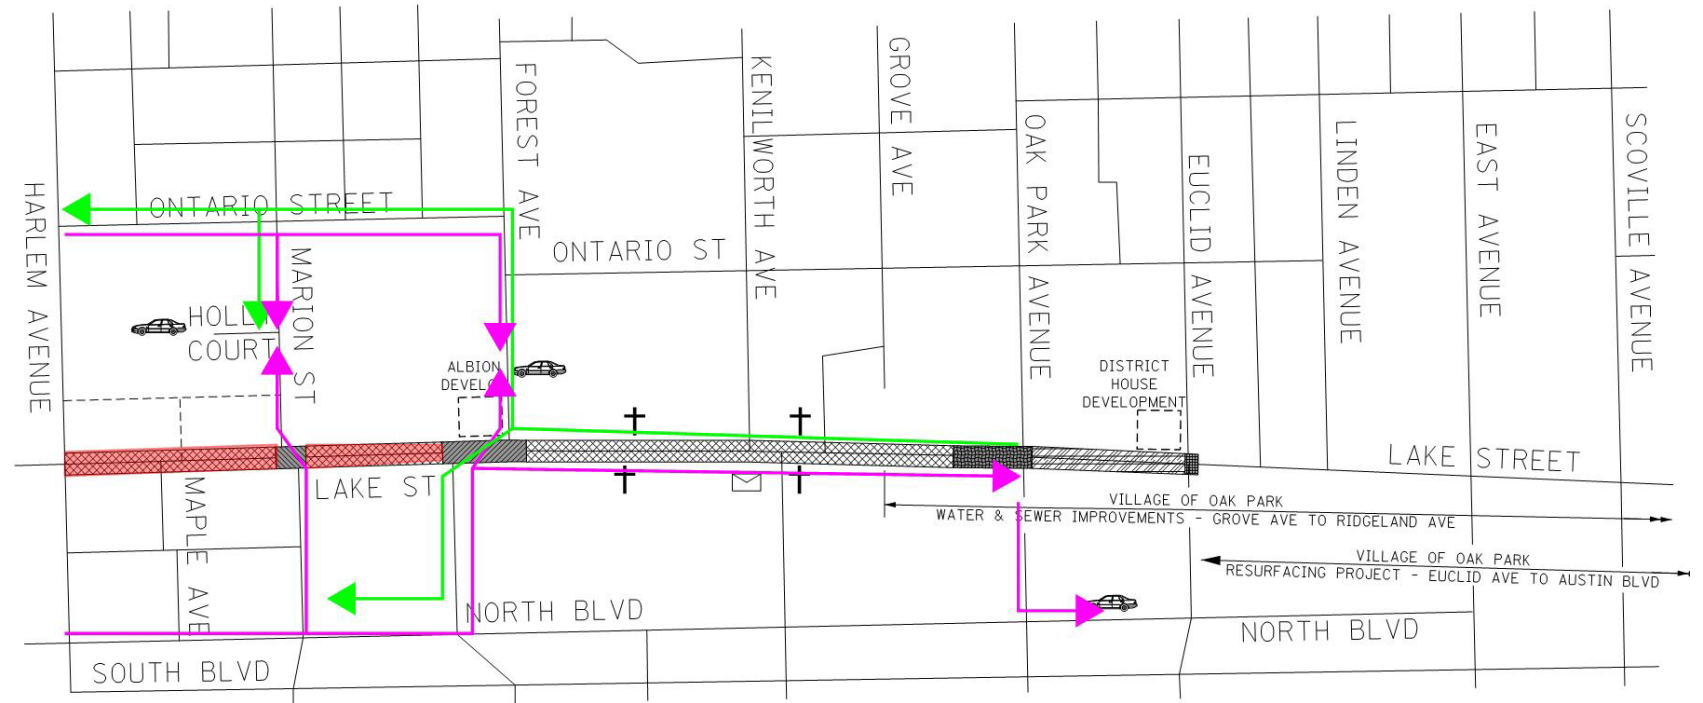 HARLEM AVENUE
ONTARIO STREET
FOREST AVE
KENILWORTH AVE
GROVE AVE
OAK PARK AVENUE
EUCLID AVENUE
LINDEN AVENUE
EAST AVENUE
SCOVILLE AVENUE
ONTARIO ST
MARION ST
COURT
ALBION
DISTRICT
HOUSE
DEVELOPMENT
LAKE STREET
LAKE ST
MAPLE AVE
VILLAGE OF OAK PARK
WATER & SEWER IMPROVEMENTS - GROVE AVE TO RIDGELAND AVE
VILLAGE OF OAK PARK
RESURFACING PROJECT - EUCLID AVE TO AUSTIN BLVD
NORTH BLVD
NORTH BLVD
SOUTH BLVD